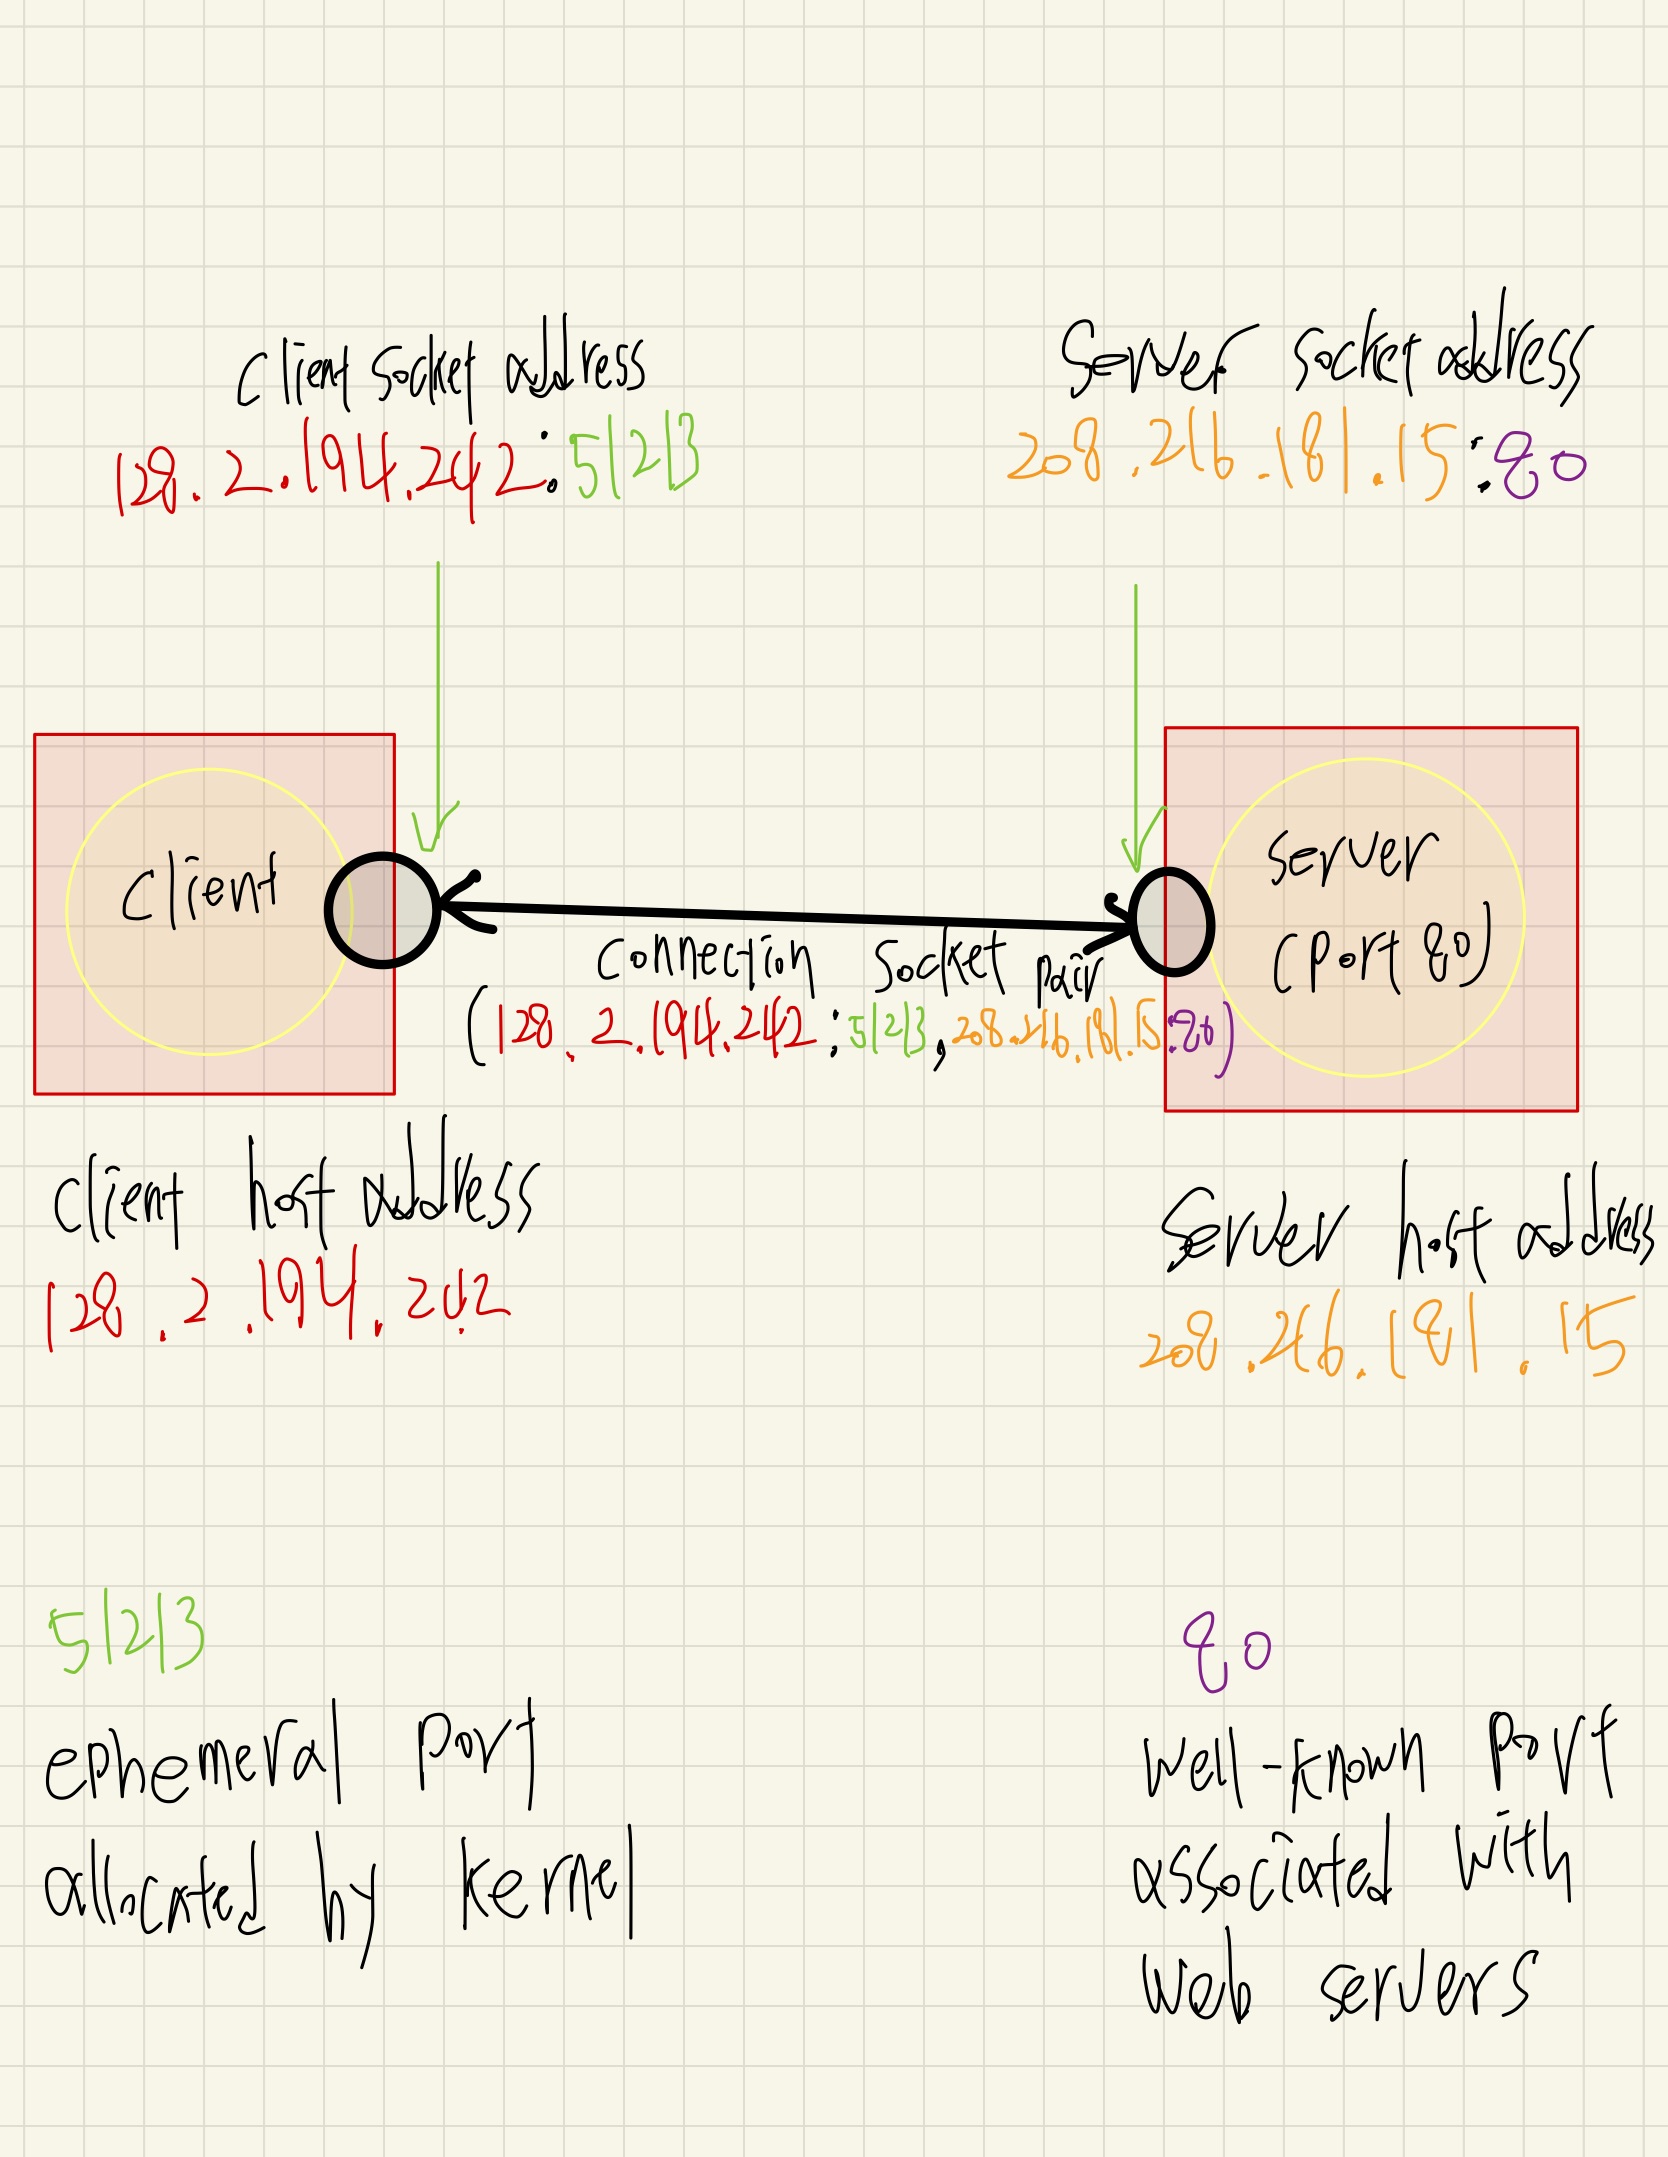 client socket address
128.2.194.242:51213
Server socket address
208.216.181.15:80
client
server
(port 80)
connection socket pair
(128.2.194.242:51213,208.216.181.15:80)
client host address
128.2.194.242
Server host address
208.216.181.15
51213
ephemeral port
allocated by kernel
80
well-known port
associated with
web servers